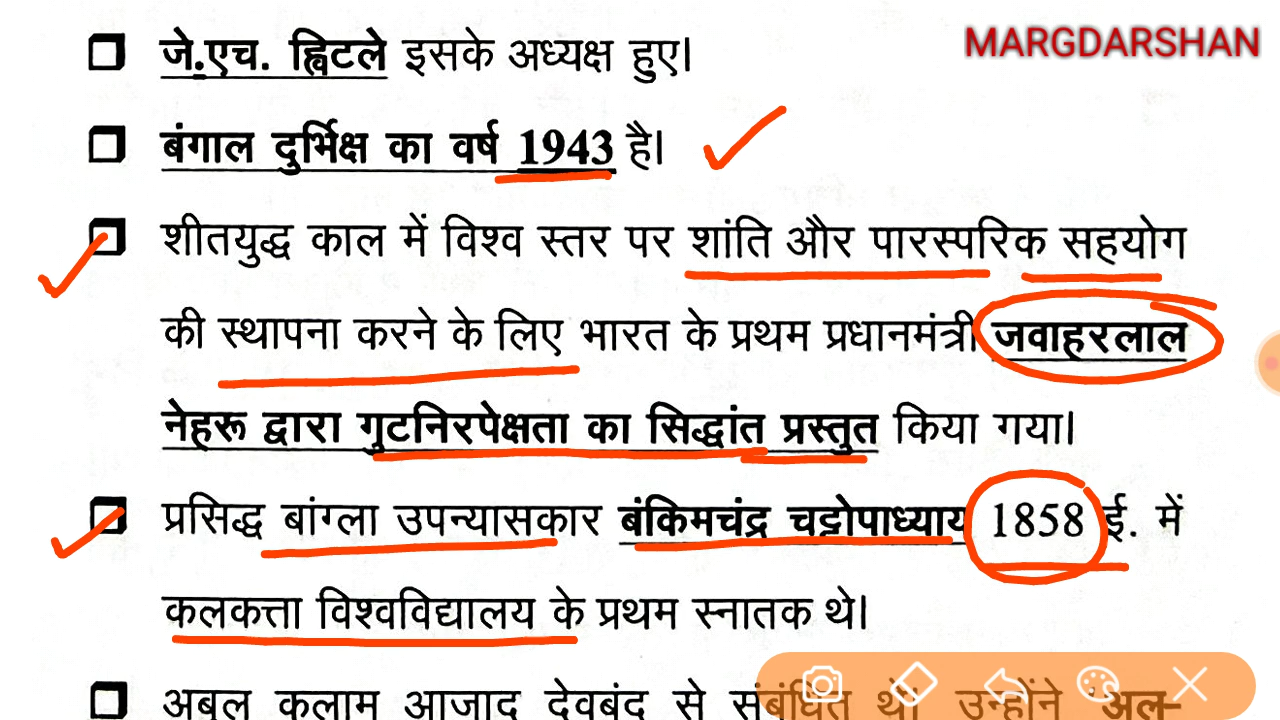 MARGDARSHAN
जे.एच. ह्विटले इसके अध्यक्ष हुए।
बंगाल दुर्भिक्ष का वर्ष 1943 है।
शीतयुद्ध काल में विश्व स्तर पर शांति और पारस्परिक सहयोग
की स्थापना करने के लिए भारत के प्रथम प्रधानमंत्री जवाहरलाल
नेहरू द्वारा गुटनिरपेक्षता का सिद्धांत प्रस्तुत किया गया।
प्रसिद्ध बांग्ला उपन्यासकार बंकिमचंद्र चट्टोपाध्याय 1858 ई. में
कलकत्ता विश्वविद्यालय के प्रथम स्नातक थे।
अबुल कलाम आजाद देवबंद से संबंधित थे। उन्होंने 'अल-